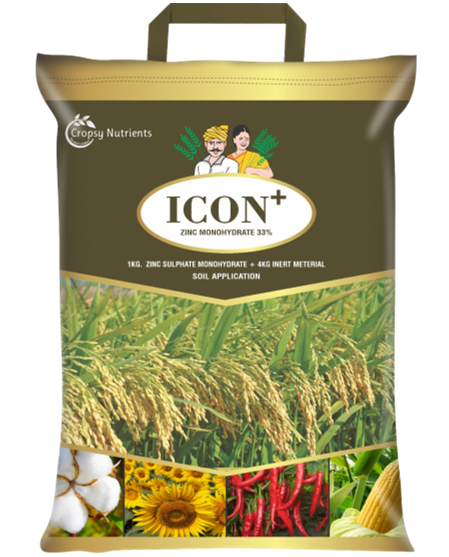 Cropsy Nutrients
ICON+
ZINC MONOHYDRATE 33%
1KG. ZINC SULPHATE MONOHYDRATE + 4KG INERT METERIAL
SOIL APPLICATION